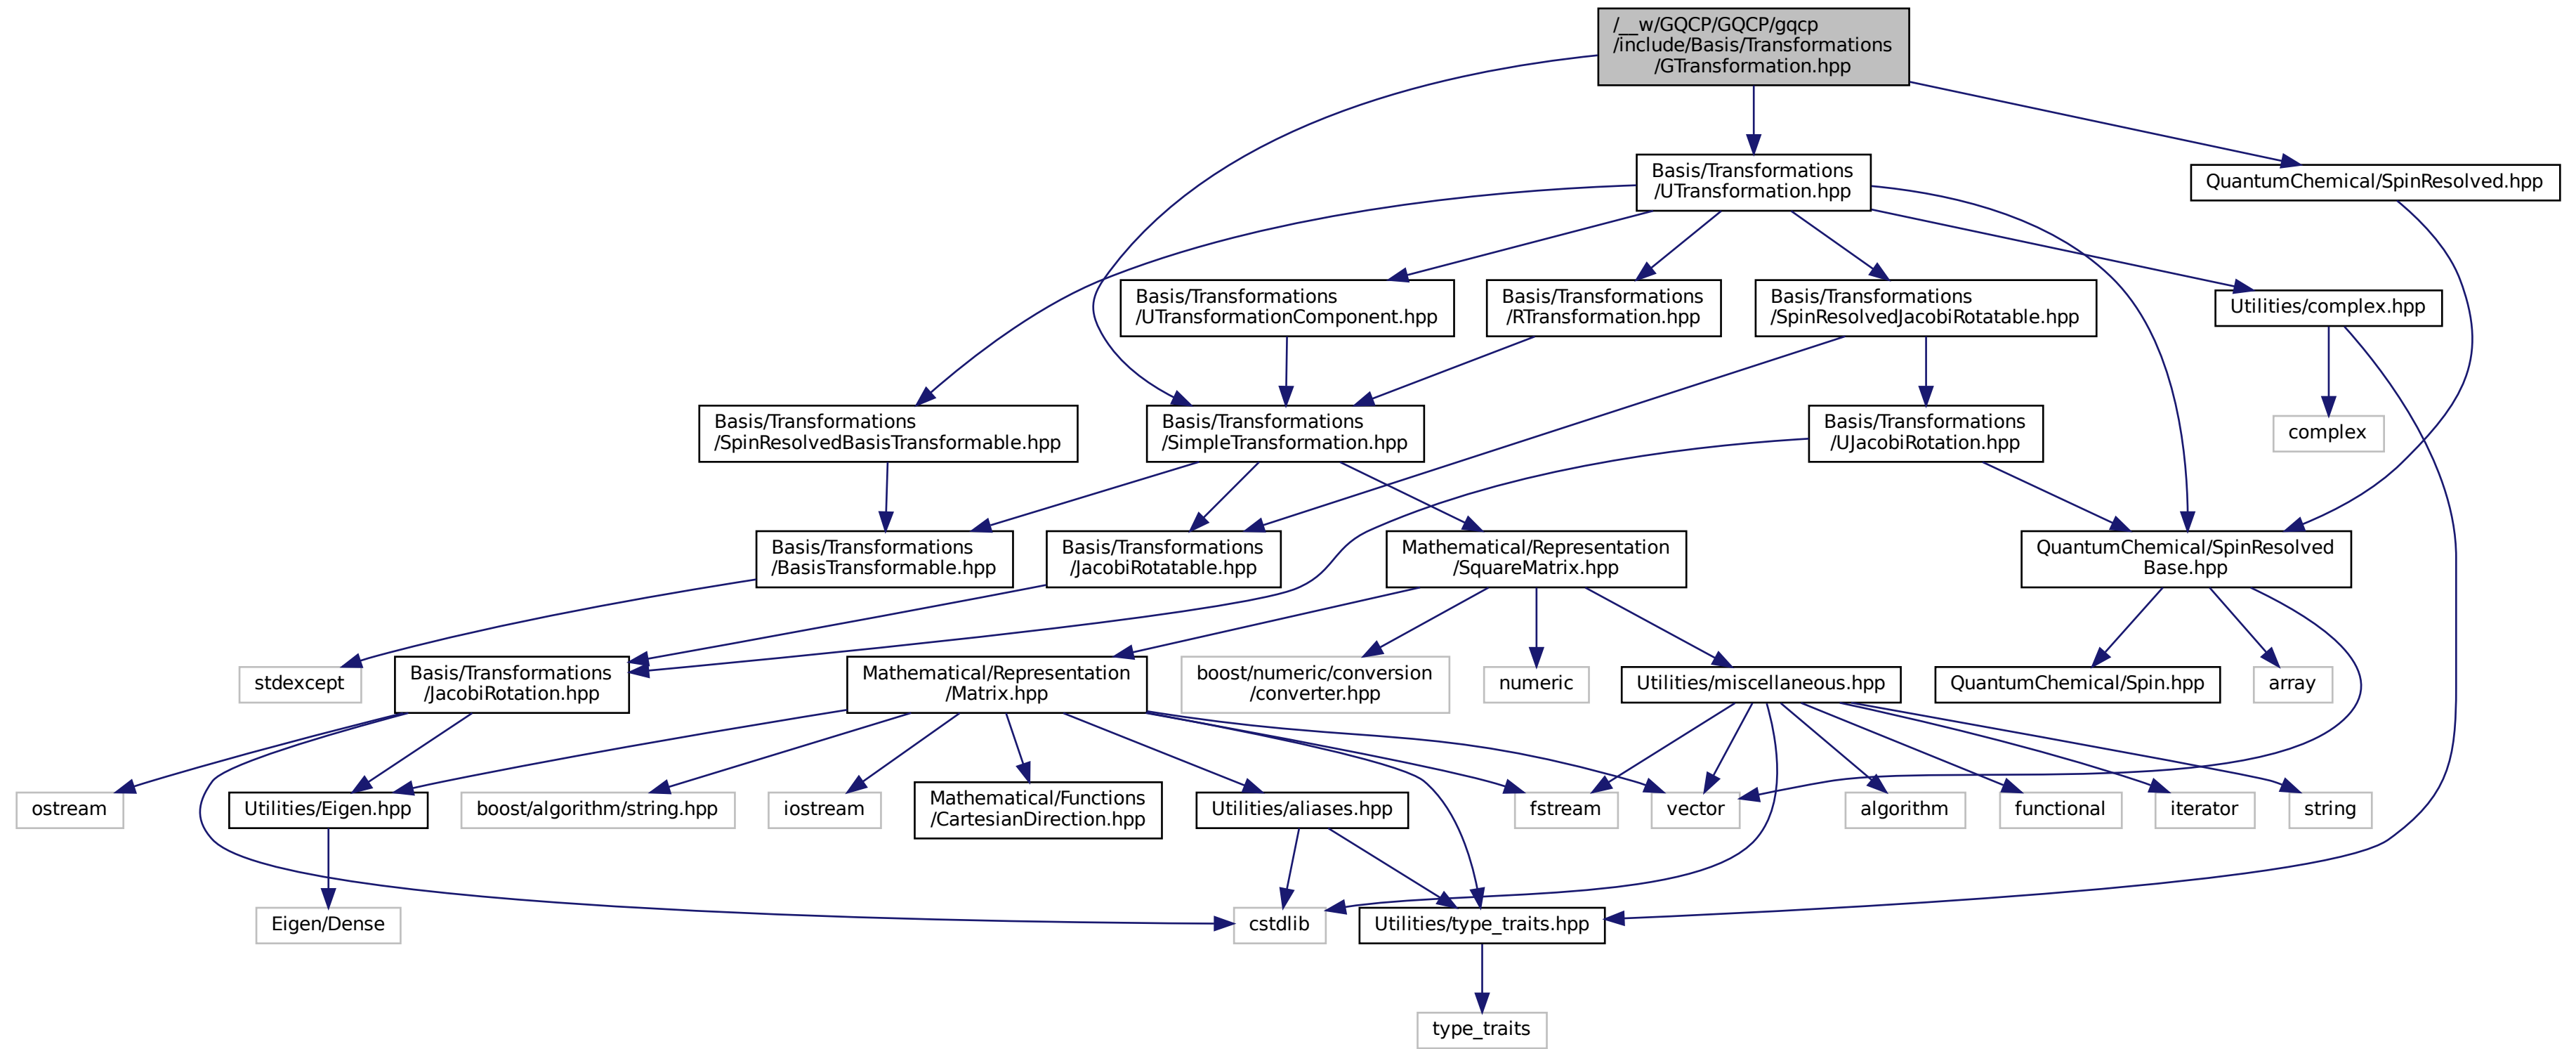 /__w/GQCP/GQCP/gqcp
/include/Basis/Transformations
/GTransformation.hpp
Basis/Transformations
/UTransformation.hpp
QuantumChemical/SpinResolved.hpp
Basis/Transformations
/UTransformationComponent.hpp
Basis/Transformations
/RTransformation.hpp
Basis/Transformations
/SpinResolvedJacobiRotatable.hpp
Utilities/complex.hpp
Basis/Transformations
/SpinResolvedBasisTransformable.hpp
Basis/Transformations
/SimpleTransformation.hpp
Basis/Transformations
/UJacobiRotation.hpp
complex
Basis/Transformations
/BasisTransformable.hpp
Basis/Transformations
/JacobiRotatable.hpp
Mathematical/Representation
/SquareMatrix.hpp
QuantumChemical/SpinResolved
Base.hpp
stdexcept
Basis/Transformations
/JacobiRotation.hpp
Mathematical/Representation
/Matrix.hpp
boost/numeric/conversion
/converter.hpp
numeric
Utilities/miscellaneous.hpp
QuantumChemical/Spin.hpp
array
ostream
Utilities/Eigen.hpp
boost/algorithm/string.hpp
iostream
Mathematical/Functions
/CartesianDirection.hpp
Utilities/aliases.hpp
fstream
vector
algorithm
functional
iterator
string
Eigen/Dense
cstdlib
Utilities/type_traits.hpp
type_traits